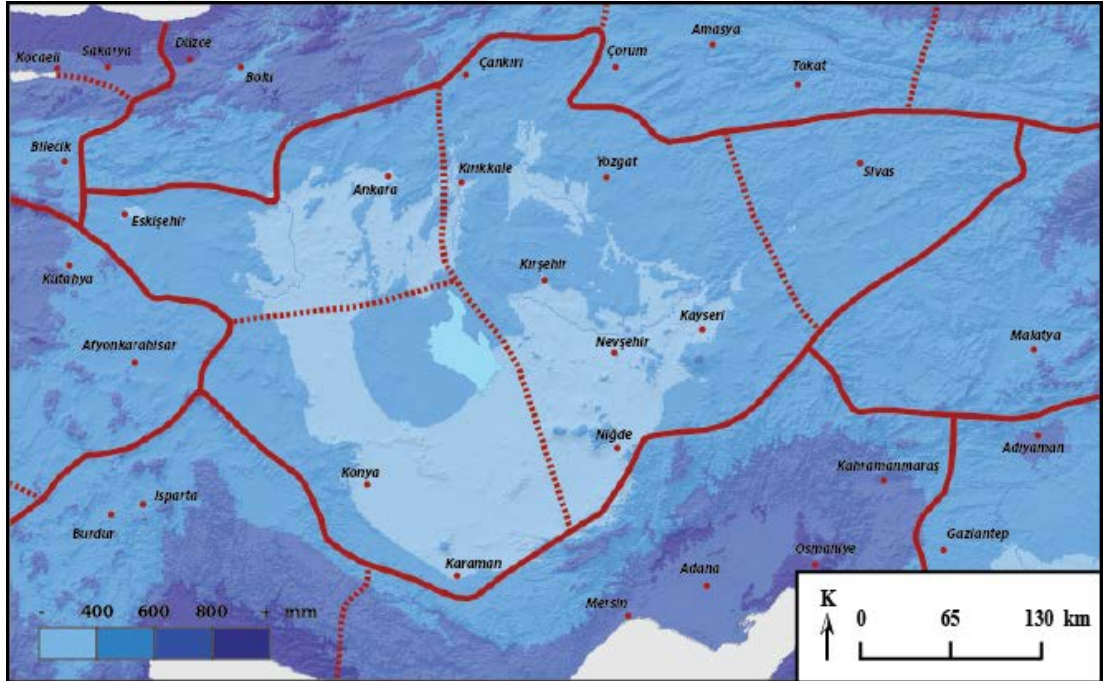 Amasya
Düzce
Sakarya
Kocaeli
Çorum
Çankırı
Tokat
Bokı
Bilecik
Kırıkkale
Yozgat
Sivas
Ankara
Eskişehir
Kırşehir
Kütahya
Kayseri
Malatya
Afyonkarahisar
Nevşehir
Niğde
Adıyaman
Konya
Kahramanmaraş
Isparta
Burdur
Gaziantep
Karaman
Osmaniye
Adana
Mersin
- 400 600 800 + mm
K
0 65 130 km